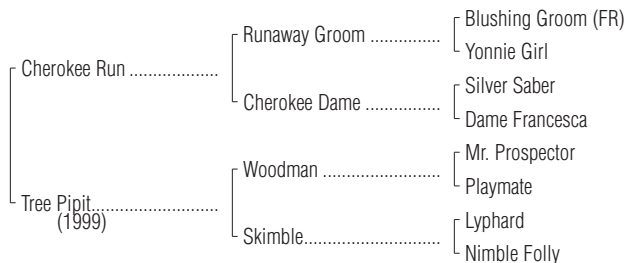 Blushing Groom (FR)
Runaway Groom ................
Yonnie Girl
Cherokee Run ....................
Silver Saber
Cherokee Dame .................
Dame Francesca
Mr. Prospector
Woodman ...........................
Playmate
Tree Pipit.............................
(1999)
Lyphard
Skimble...............................
Nimble Folly